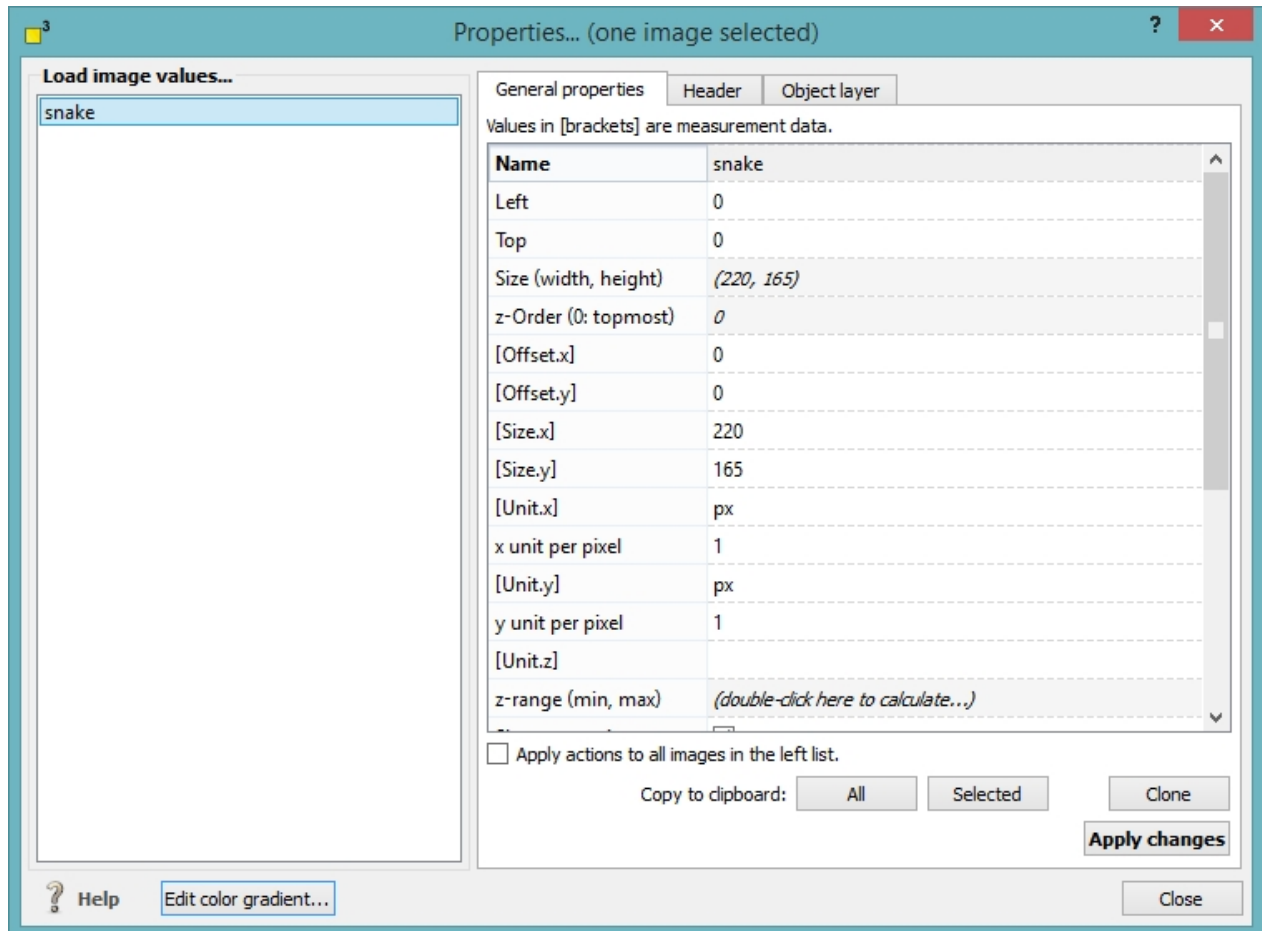 3
Properties... (one image selected)
?
Load image values...
snake
General properties Header Object layer
Values in [brackets] are measurement data.
Name snake
Left 0
Top 0
Size (width, height) (220, 165)
z-Order (0: topmost) 0
[Offset.x] 0
[Offset.y] 0
[Size.x] 220
[Size.y] 165
[Unit.x] px
x unit per pixel 1
[Unit.y] px
y unit per pixel 1
[Unit.z]
z-range (min, max) (double-click here to calculate...)
Apply actions to all images in the left list.
Copy to clipboard: All Selected Clone
Apply changes
? Help Edit color gradient... Close